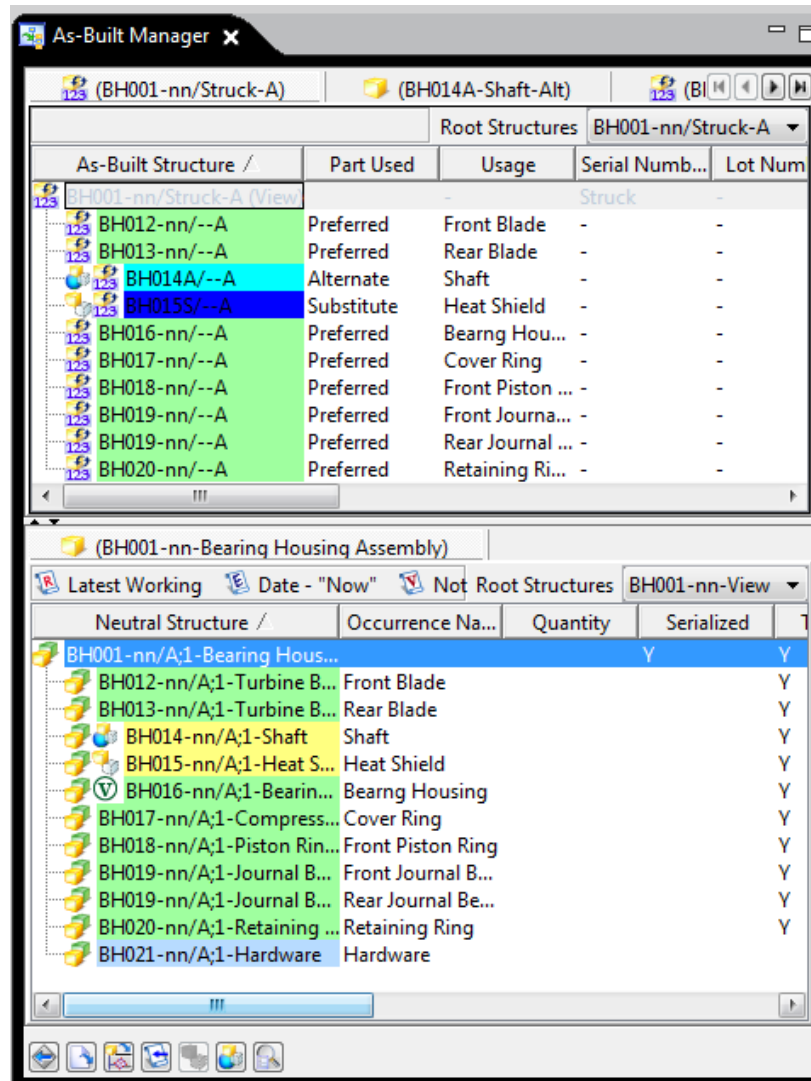 As-Built Manager
(BH001-nn/Struck-A) (BH014A-Shaft-Alt) (BI
Root Structures BH001-nn/Struck-A
As-Built Structure Part Used Usage Serial Numb... Lot Num
BH001-nn/Struck-A (View) - Struck -
BH012-nn/--A Preferred Front Blade - -
BH013-nn/--A Preferred Rear Blade - -
BH014A/--A Alternate Shaft - -
BH015S/--A Substitute Heat Shield - -
BH016-nn/--A Preferred Bearng Hou... - -
BH017-nn/--A Preferred Cover Ring - -
BH018-nn/--A Preferred Front Piston ... - -
BH019-nn/--A Preferred Front Journa... - -
BH019-nn/--A Preferred Rear Journal ... - -
BH020-nn/--A Preferred Retaining Ri... - -
(BH001-nn-Bearing Housing Assembly)
Latest Working Date - "Now" Not Root Structures BH001-nn-View
Neutral Structure Occurrence Na... Quantity Serialized T
BH001-nn/A;1-Bearing Hous... Y Y
BH012-nn/A;1-Turbine B... Front Blade Y
BH013-nn/A;1-Turbine B... Rear Blade Y
BH014-nn/A;1-Shaft Shaft Y
BH015-nn/A;1-Heat S... Heat Shield Y
V BH016-nn/A;1-Bearin... Bearng Housing Y
BH017-nn/A;1-Compress... Cover Ring Y
BH018-nn/A;1-Piston Rin... Front Piston Ring Y
BH019-nn/A;1-Journal B... Front Journal B... Y
BH019-nn/A;1-Journal B... Rear Journal Be... Y
BH020-nn/A;1-Retaining ... Retaining Ring Y
BH021-nn/A;1-Hardware Hardware